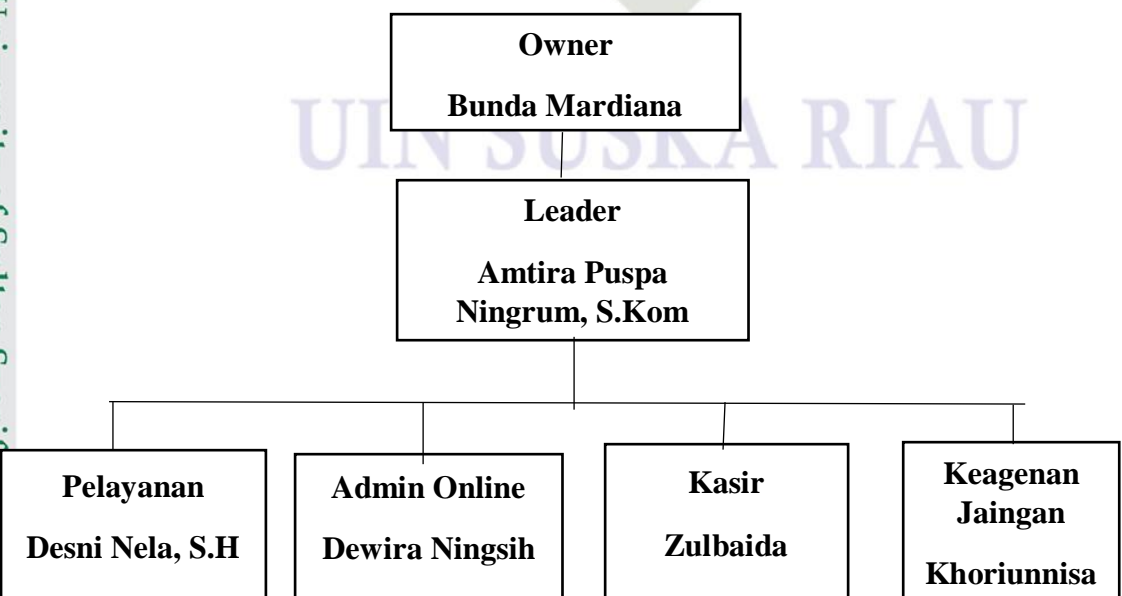 Owner
Bunda Mardiana
UIN SUSKA RIAU
Leader
Amtira Puspa
Ningrum, S.Kom
Pelayanan
Desni Nela, S.H
Admin Online
Dewira Ningsih
Kasir
Zulbaida
Keagenan
Jaingan
Khoriunnisa